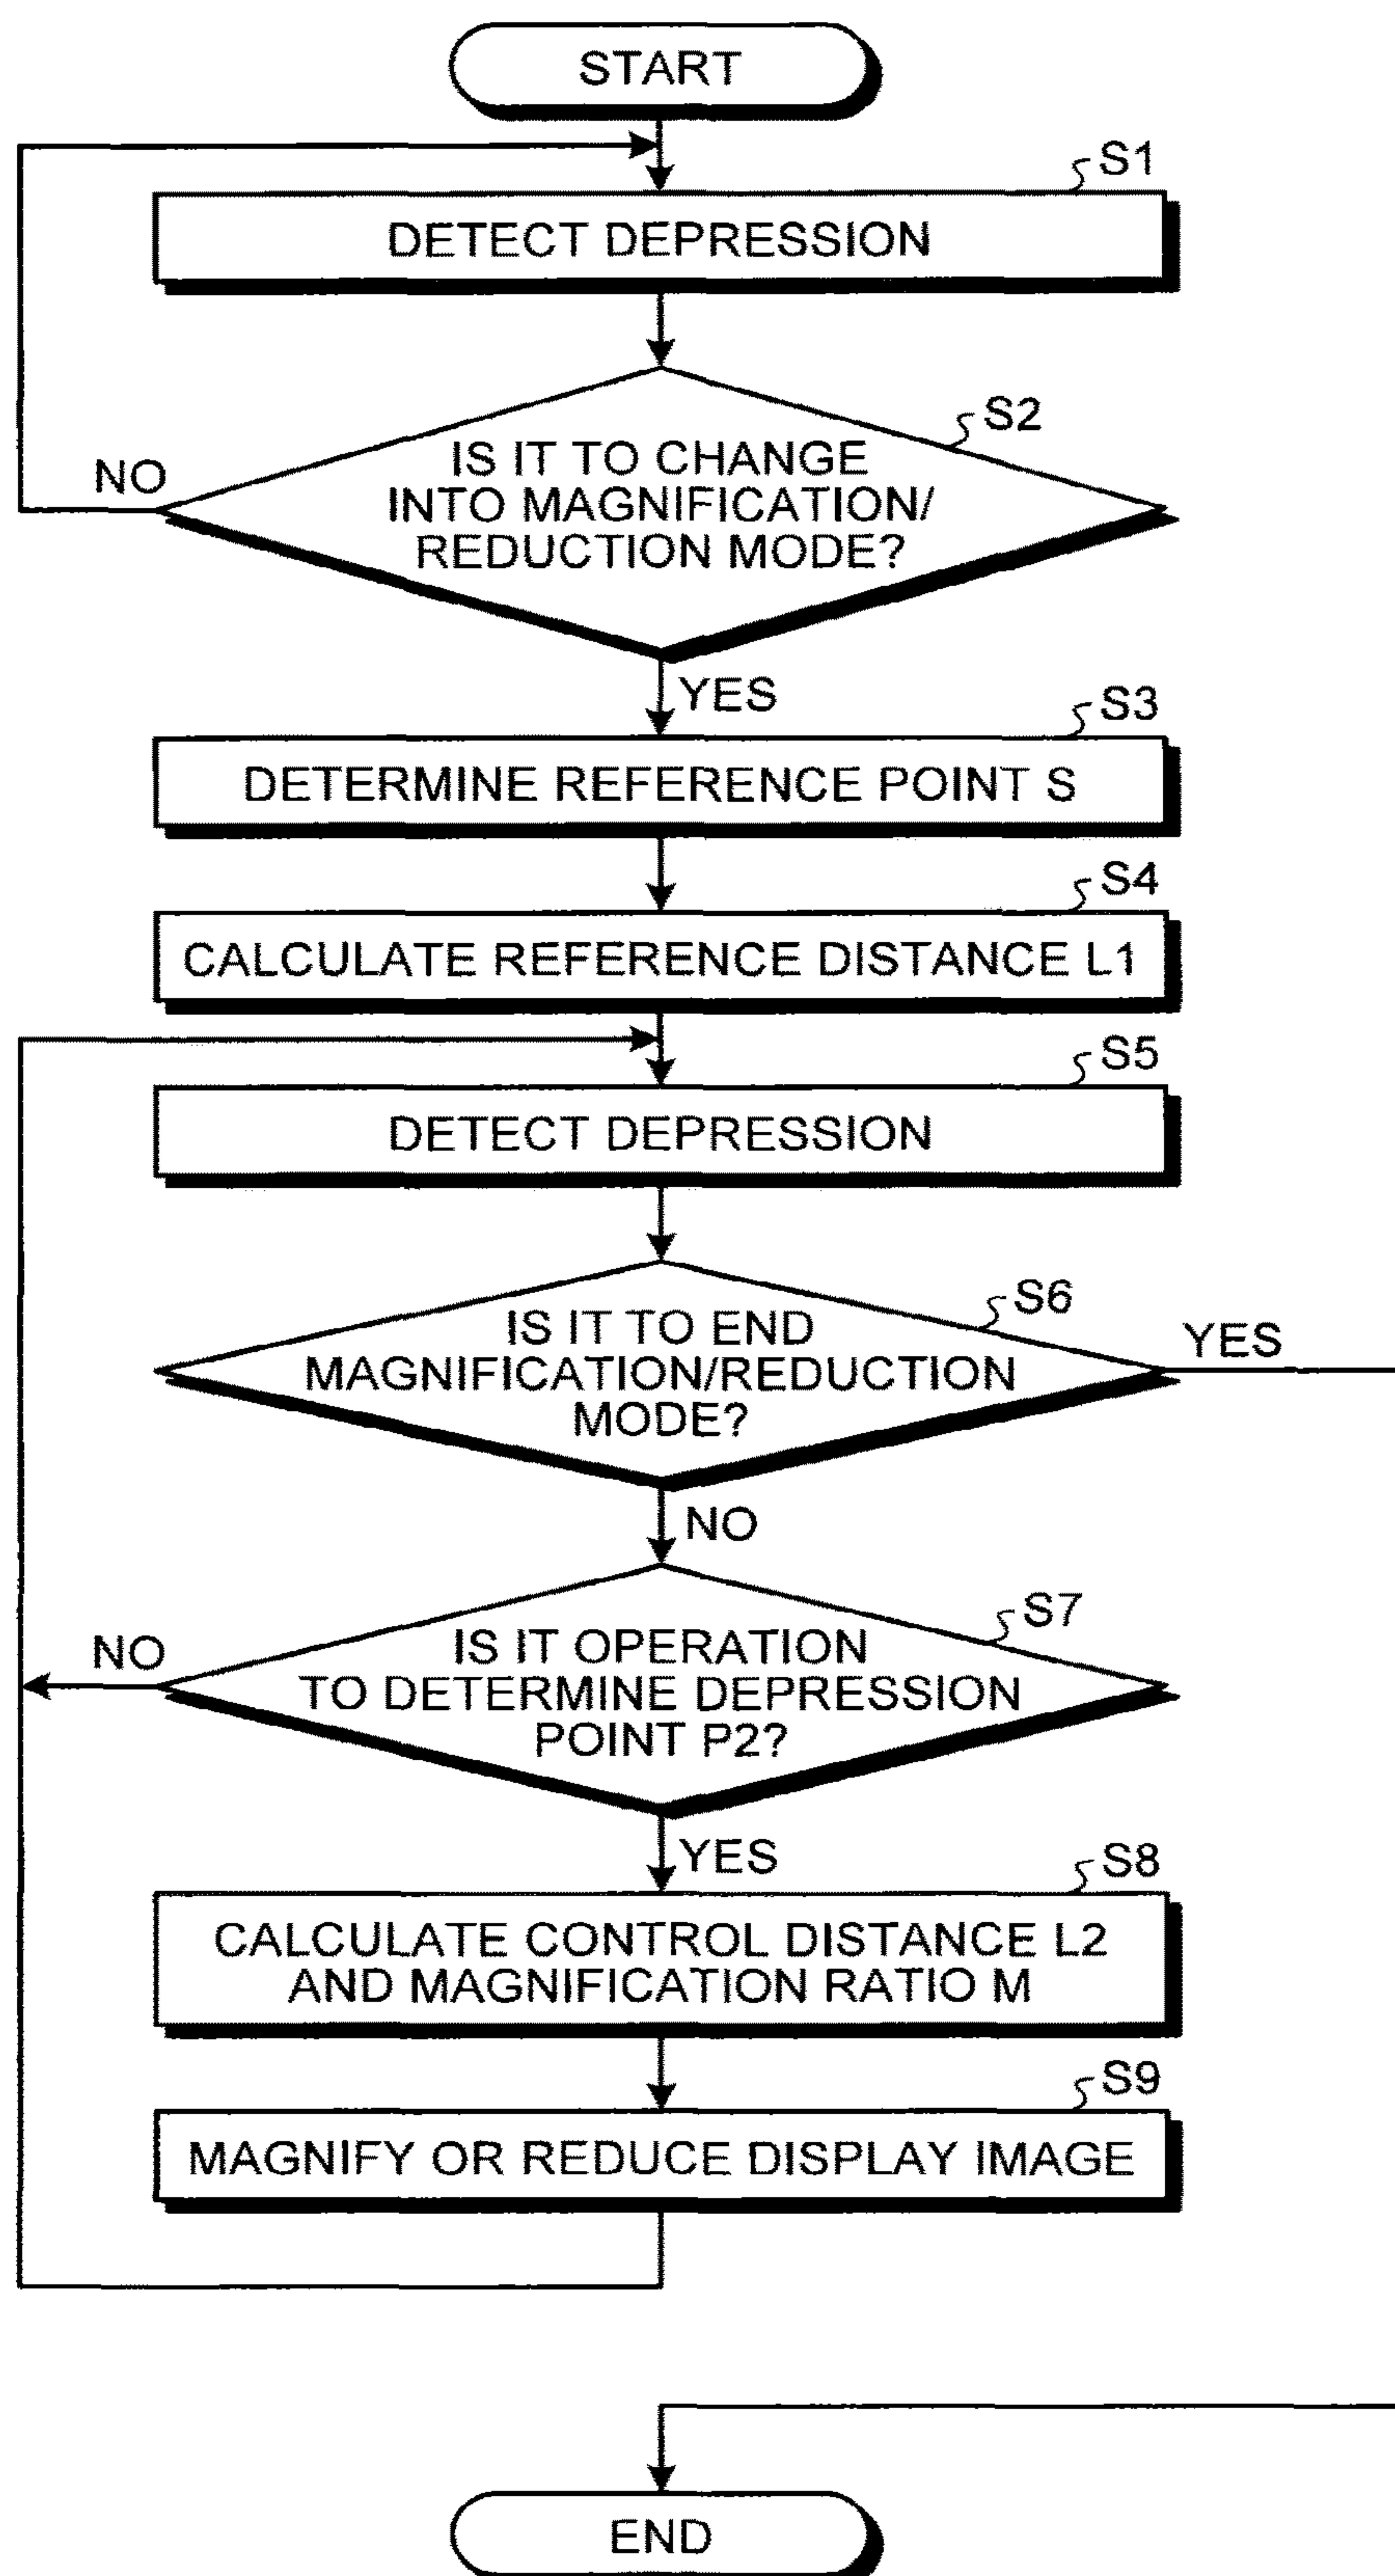 START
S1
DETECT DEPRESSION
S2
IS IT TO CHANGE
INTO MAGNIFICATION/
REDUCTION MODE?
NO
YES
S3
DETERMINE REFERENCE POINT S
S4
CALCULATE REFERENCE DISTANCE L1
S5
DETECT DEPRESSION
S6
IS IT TO END
MAGNIFICATION/REDUCTION
MODE?
YES
NO
S7
IS IT OPERATION
TO DETERMINE DEPRESSION
POINT P2?
NO
YES
S8
CALCULATE CONTROL DISTANCE L2
AND MAGNIFICATION RATIO M
S9
MAGNIFY OR REDUCE DISPLAY IMAGE
END